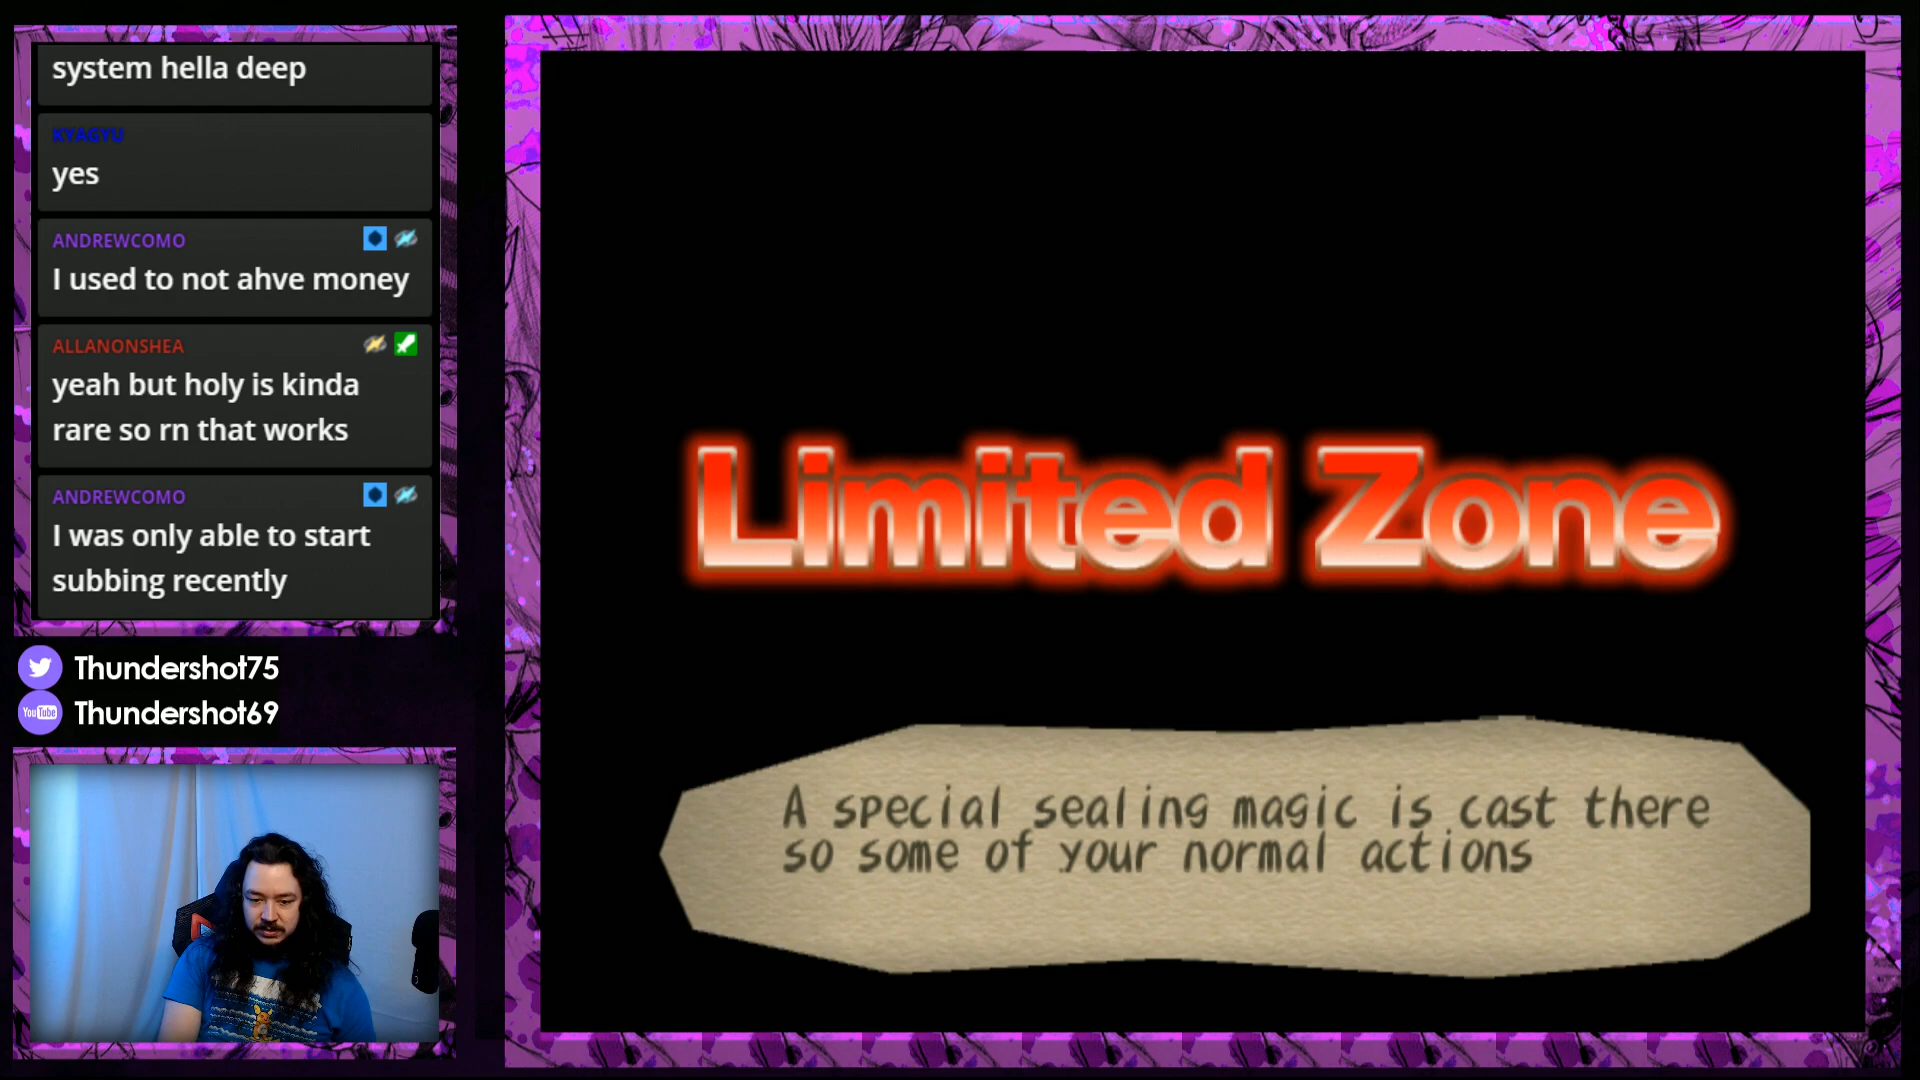 system hella deep
KYAGYU
yes
ANDREWCOMO
I used to not ahve money
ALLANONSHEA
yeah but holy is kinda
rare so rn that works
ANDREWCOMO
I was only able to start
subbing recently
Thundershot75
YouTube Thundershot69
Limited Zone
A special sealing magic is cast there
so some of your normal actions